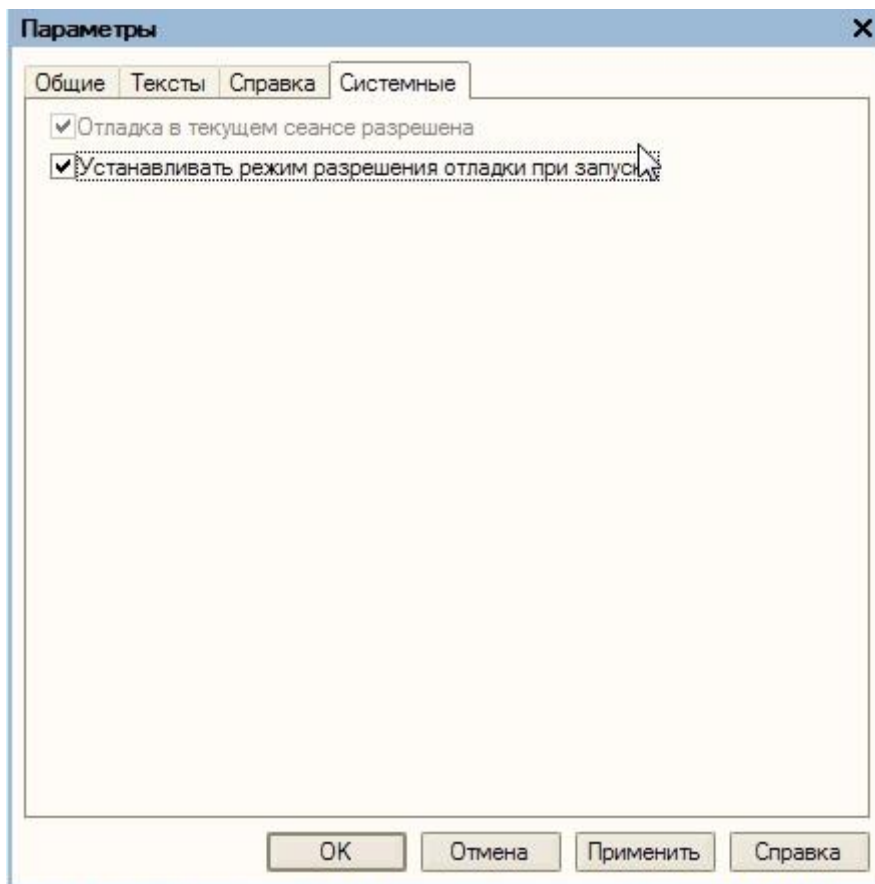 Параметры
Общие Тексты Справка Системные
Отладка в текущем сеансе разрешена
Устанавливать режим разрешения отладки при запуске
OK Отмена Применить Справка